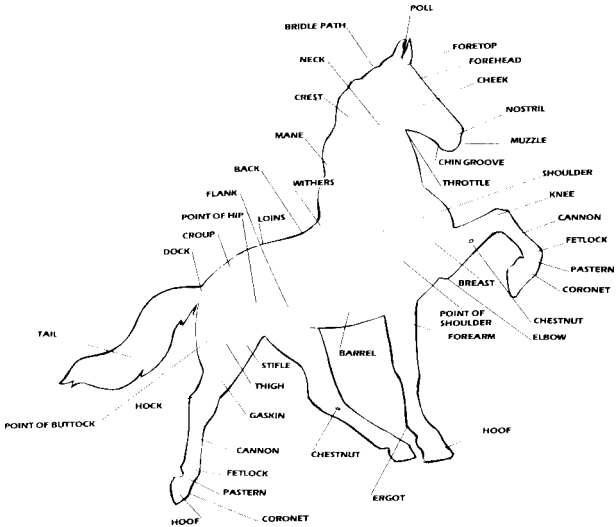 POLL
BRIDLE PATH
FORETOP
NECK
FOREHEAD
CHEEK
CREST
NOSTRIL
MANE
MUZZLE
CHIN GROOVE
BACK
SHOULDER
WITHERS
THROTTLE
FLANK
KNEE
POINT OF HIP
LOINS
CANNON
CROUP
FETLOCK
DOCK
PASTERN
BREAST
CORONET
POINT OF
SHOULDER
CHESTNUT
TAIL
FOREARM
ELBOW
BARREL
STIFLE
THIGH
HOCK
GASKIN
POINT OF BUTTOCK
HOOF
CANNON
CHESTNUT
FETLOCK
PASTERN
ERGOT
HOOF
CORONET